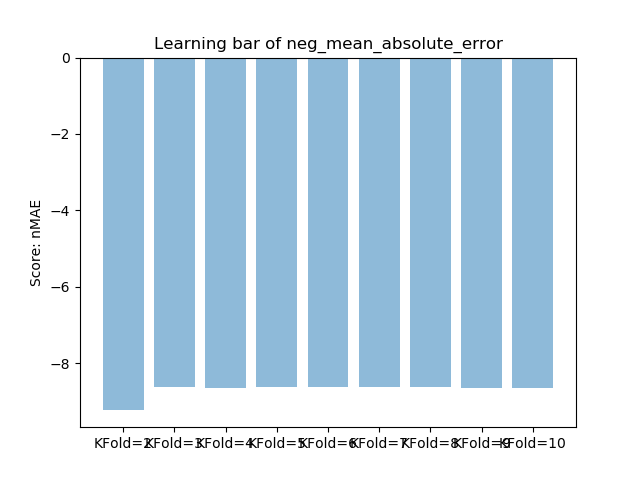 Learning bar of neg_mean_absolute_error
0
−2
−4
−6
−8
Score: nMAE
KFold=2 KFold=3 KFold=4 KFold=5 KFold=6 KFold=7 KFold=8 KFold=9 KFold=10